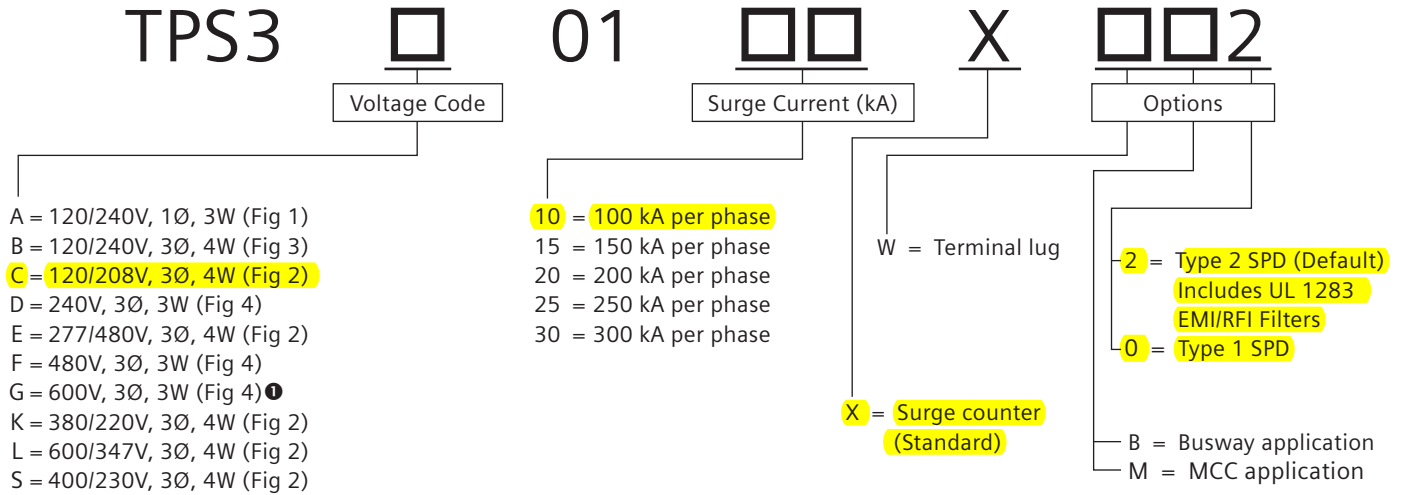 TPS3 □ 01 □□ X □□2
Voltage Code
Surge Current (kA)
Options
A = 120/240V, 1Ø, 3W (Fig 1)
B = 120/240V, 3Ø, 4W (Fig 3)
C = 120/208V, 3Ø, 4W (Fig 2)
D = 240V, 3Ø, 3W (Fig 4)
E = 277/480V, 3Ø, 4W (Fig 2)
F = 480V, 3Ø, 3W (Fig 4)
G = 600V, 3Ø, 3W (Fig 4)❶
K = 380/220V, 3Ø, 4W (Fig 2)
L = 600/347V, 3Ø, 4W (Fig 2)
S = 400/230V, 3Ø, 4W (Fig 2)
10 = 100 kA per phase
15 = 150 kA per phase
20 = 200 kA per phase
25 = 250 kA per phase
30 = 300 kA per phase
X = Surge counter
(Standard)
W = Terminal lug
2 = Type 2 SPD (Default)
Includes UL 1283
EMI/RFI Filters
0 = Type 1 SPD
B = Busway application
M = MCC application